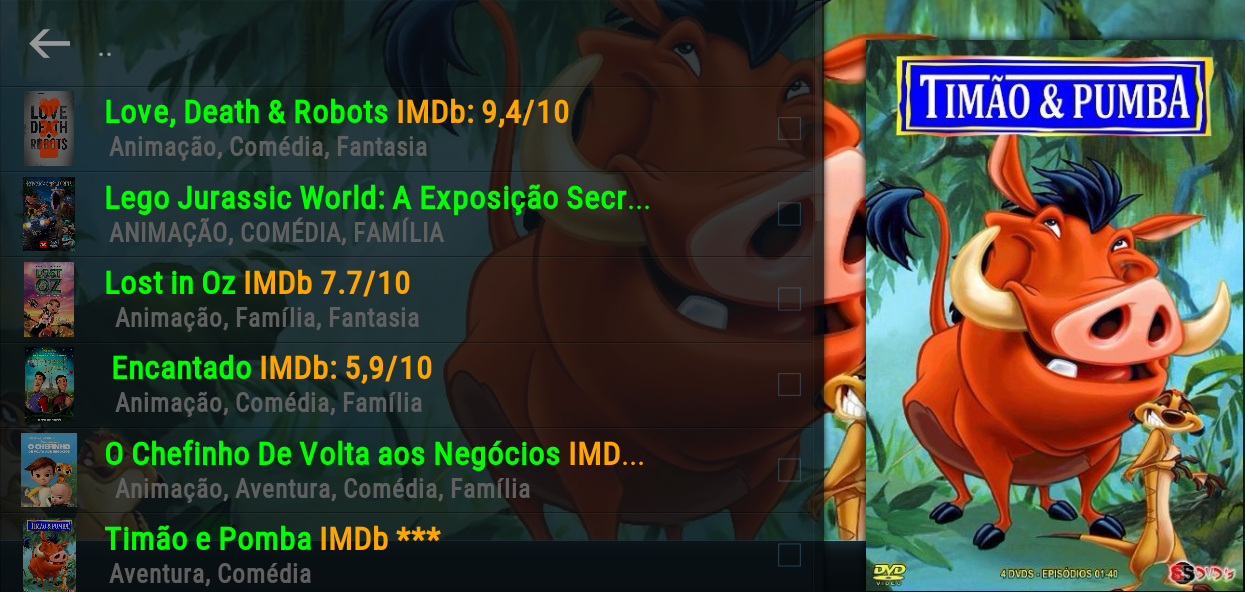 ..
Love, Death & Robots IMDb: 9,4/10
Animação, Comédia, Fantasia
Lego Jurassic World: A Exposição Secr...
ANIMAÇÃO, COMÉDIA, FAMÍLIA
Lost in Oz IMDb 7.7/10
Animação, Família, Fantasia
Encantado IMDb: 5,9/10
Animação, Comédia, Família
O Chefinho De Volta aos Negócios IMD...
Animação, Aventura, Comédia, Família
Timão e Pomba IMDb ***
Aventura, Comédia
LOVE
DEATH
ROBOTS
LOST
OZ
O CHEFINHO
TIMÃO & PUMBA
TIMÃO & PUMBA
DVD
VIDEO
4 DVDS - EPISÓDIOS 01-40
SSDVD's